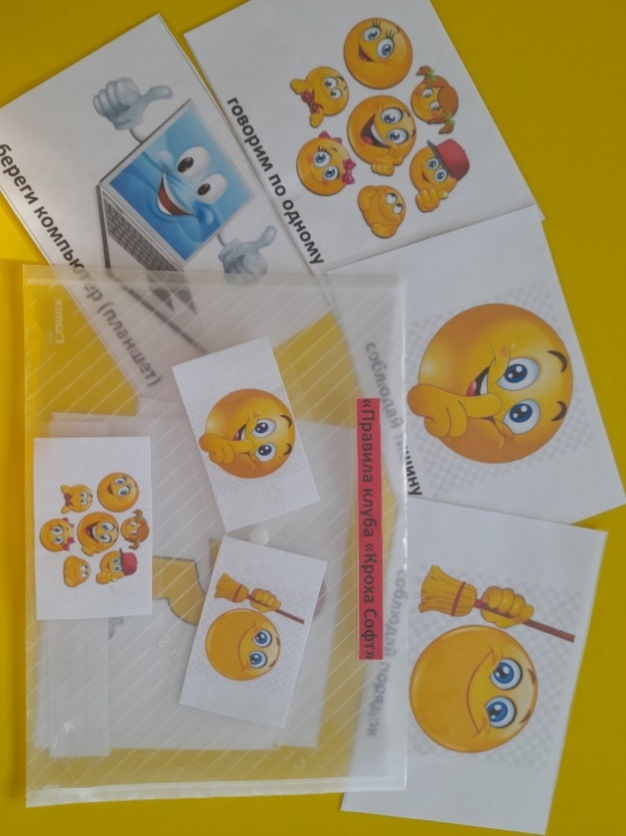 береги компьютер (планшет)
говорим по одному
соблюдай тишину
«Правила клуба «Кроха Софт»
соблюдай порядок